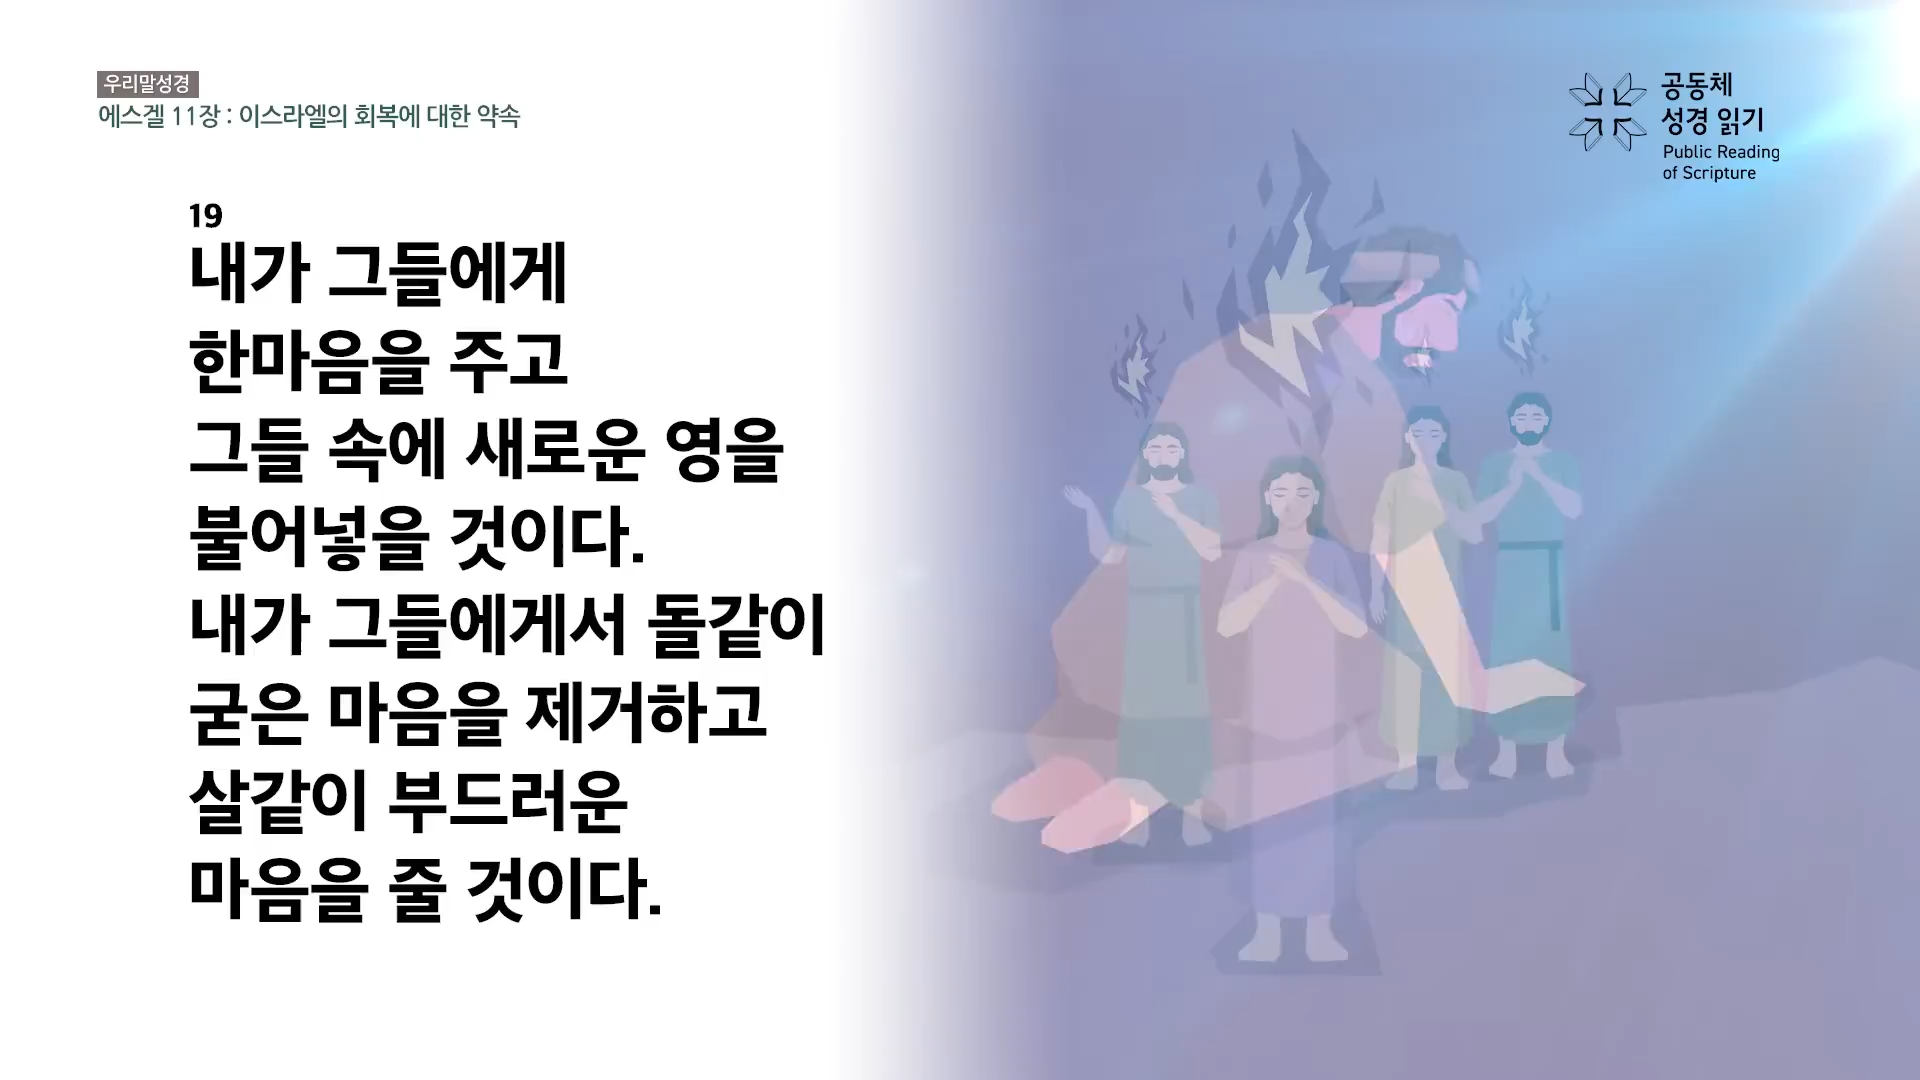 우리말성경
에스겔 11장 : 이스라엘의 회복에 대한 약속
공동체
성경 읽기
Public Reading
of Scripture
19
내가 그들에게
한마음을 주고
그들 속에 새로운 영을
불어넣을 것이다.
내가 그들에게서 돌같이
굳은 마음을 제거하고
살같이 부드러운
마음을 줄 것이다.